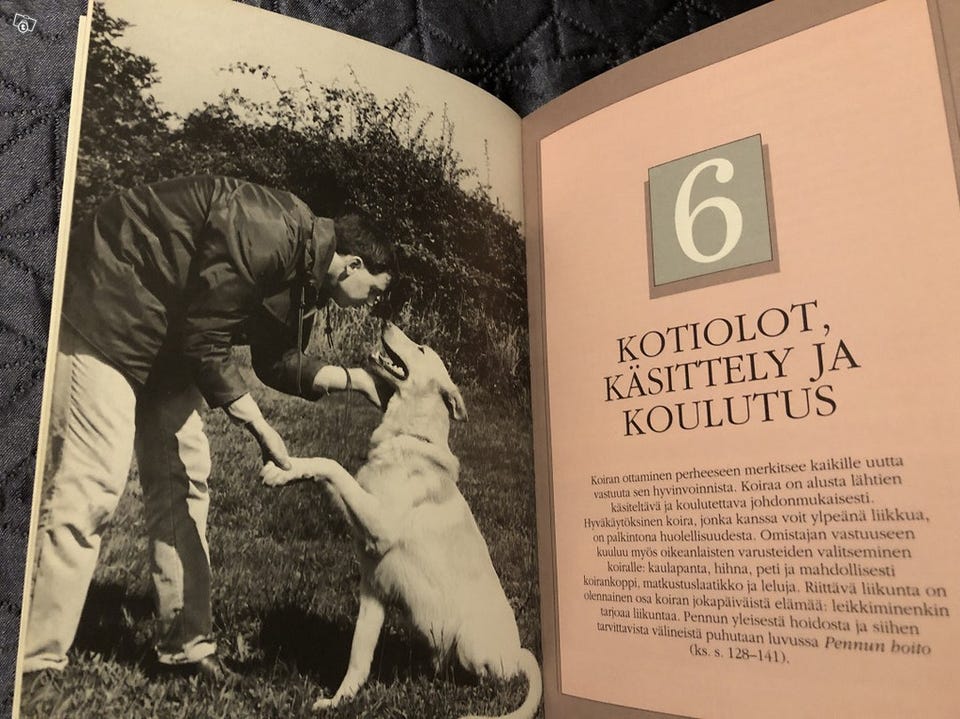 6
KOTIOLOT,
KÄSITTELY JA
KOULUTUS
Koiran ottaminen perheeseen merkitsee kaikille uutta
vastuuta sen hyvinvoinnista. Koiraa on alusta lähtien
käsiteltävä ja koulutettava johdonmukaisesti.
Hyväkäytöksinen koira, jonka kanssa voit ylpeänä liikkua,
on palkintona huolellisuudesta. Omistajan vastuuseen
kuuluu myös oikeanlaisten varusteiden valitseminen
koiralle: kaulapanta, hihna, peti ja mahdollisesti
koirankoppi, matkustuslaatikko ja leluja. Riittävä liikunta on
olennainen osa koiran jokapäiväistä elämää: leikkiminenkin
tarjoaa liikuntaa. Pennun yleisestä hoidosta ja siihen
tarvittavista välineistä puhutaan luvussa Pennun hoito
(ks. s. 128–141).